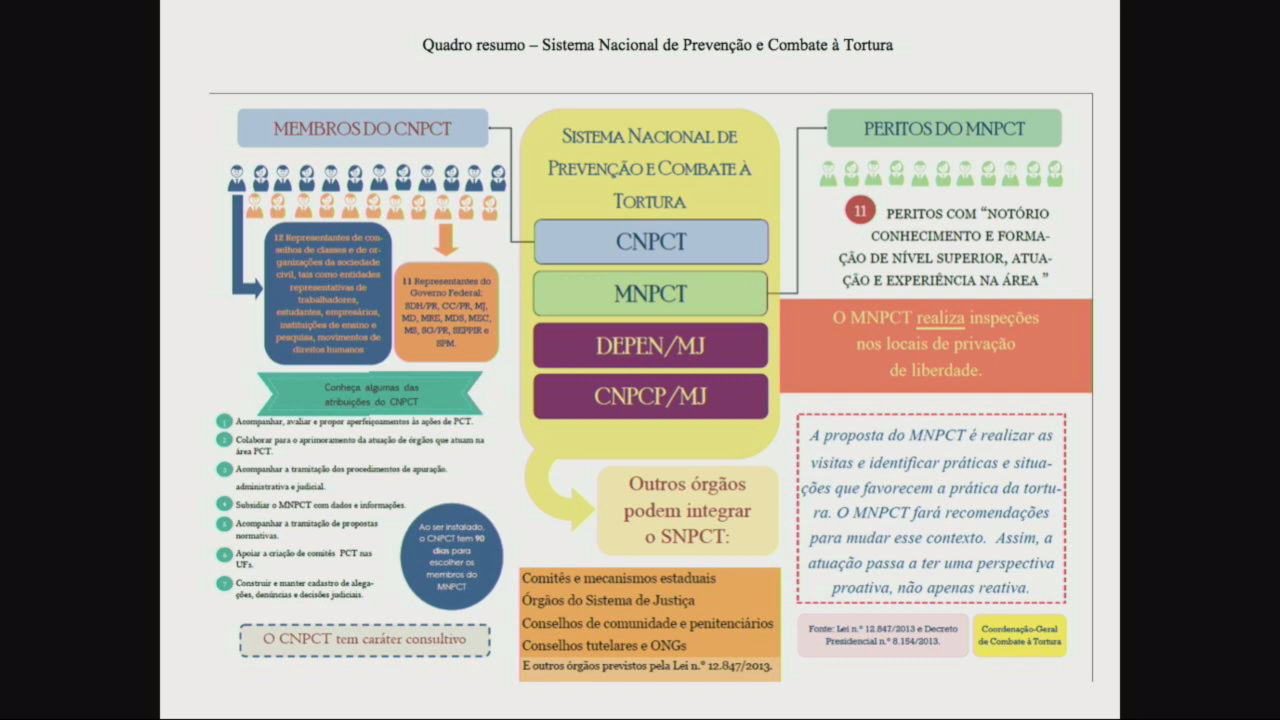 Quadro resumo – Sistema Nacional de Prevenção e Combate à Tortura
MEMBROS DO CNPCT
12 Representantes de con-
selhos de classes e de or-
ganizações da sociedade
civil, tais como entidades
representativas de
trabalhadores,
estudantes, empresários,
instituições de ensino e
pesquisa, movimentos de
direitos humanos
11 Representantes do
Governo Federal:
SDH/PR, CC/PR, MJ,
MD, MRE, MDS, MEC,
MS, SG/PR, SEPPIR e
SPM.
Conheça algumas das
atribuições do CNPCT
1 Acompanhar, avaliar e propor aperfeiçoamentos às ações de PCT.
2 Colaborar para o aprimoramento da atuação de órgãos que atuam na
área PCT.
3 Acompanhar a tramitação dos procedimentos de apuração.
administrativa e judicial.
4 Subsidiar o MNPCT com dados e informações.
5 Acompanhar a tramitação de propostas
normativas.
6 Apoiar a criação de comitês PCT nas
UFs.
7 Construir e manter cadastro de alega-
ções, denúncias e decisões judiciais.
Ao ser instalado,
o CNPCT tem 90
dias para
escolher os
membros do
MNPCT
O CNPCT tem caráter consultivo
SISTEMA NACIONAL DE
PREVENÇÃO E COMBATE À
TORTURA
CNPCT
MNPCT
DEPEN/MJ
CNPCP/MJ
Outros órgãos
podem integrar
o SNPCT:
Comitês e mecanismos estaduais
Órgãos do Sistema de Justiça
Conselhos de comunidade e penitenciários
Conselhos tutelares e ONGs
E outros órgãos previstos pela Lei n.° 12.847/2013.
PERITOS DO MNPCT
11 PERITOS COM “NOTÓRIO
CONHECIMENTO E FORMA-
ÇÃO DE NÍVEL SUPERIOR, ATUA-
ÇÃO E EXPERIÊNCIA NA ÁREA ”
O MNPCT realiza inspeções
nos locais de privação
de liberdade.
A proposta do MNPCT é realizar as
visitas e identificar práticas e situa-
ções que favorecem a prática da tortu-
ra. O MNPCT fará recomendações
para mudar esse contexto. Assim, a
atuação passa a ter uma perspectiva
proativa, não apenas reativa.
Fonte: Lei n.° 12.847/2013 e Decreto
Presidencial n.° 8.154/2013.
Coordenação-Geral
de Combate à Tortura